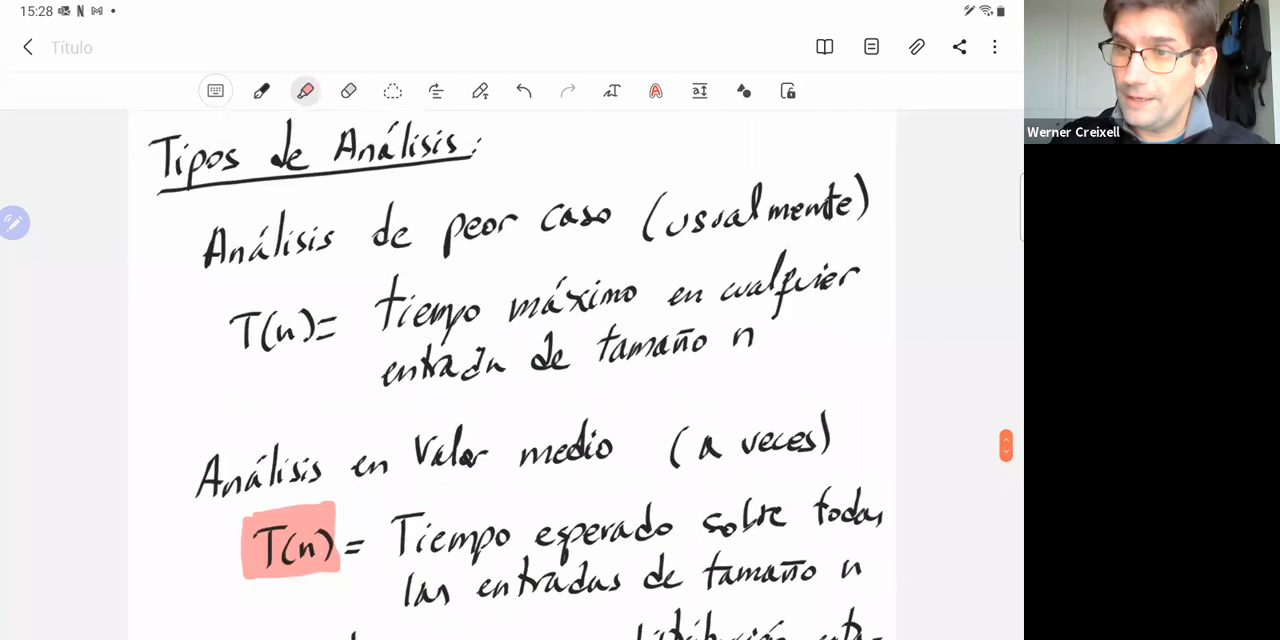 15:28
Título
Werner Creixell
Tipos de Análisis:
Análisis de peor caso (usualmente)
T(n)= tiempo máximo en cualquier
entrada de tamaño n
Análisis en Valor medio (a veces)
T(n) = Tiempo esperado sobre todas
las entradas de tamaño n
distribución